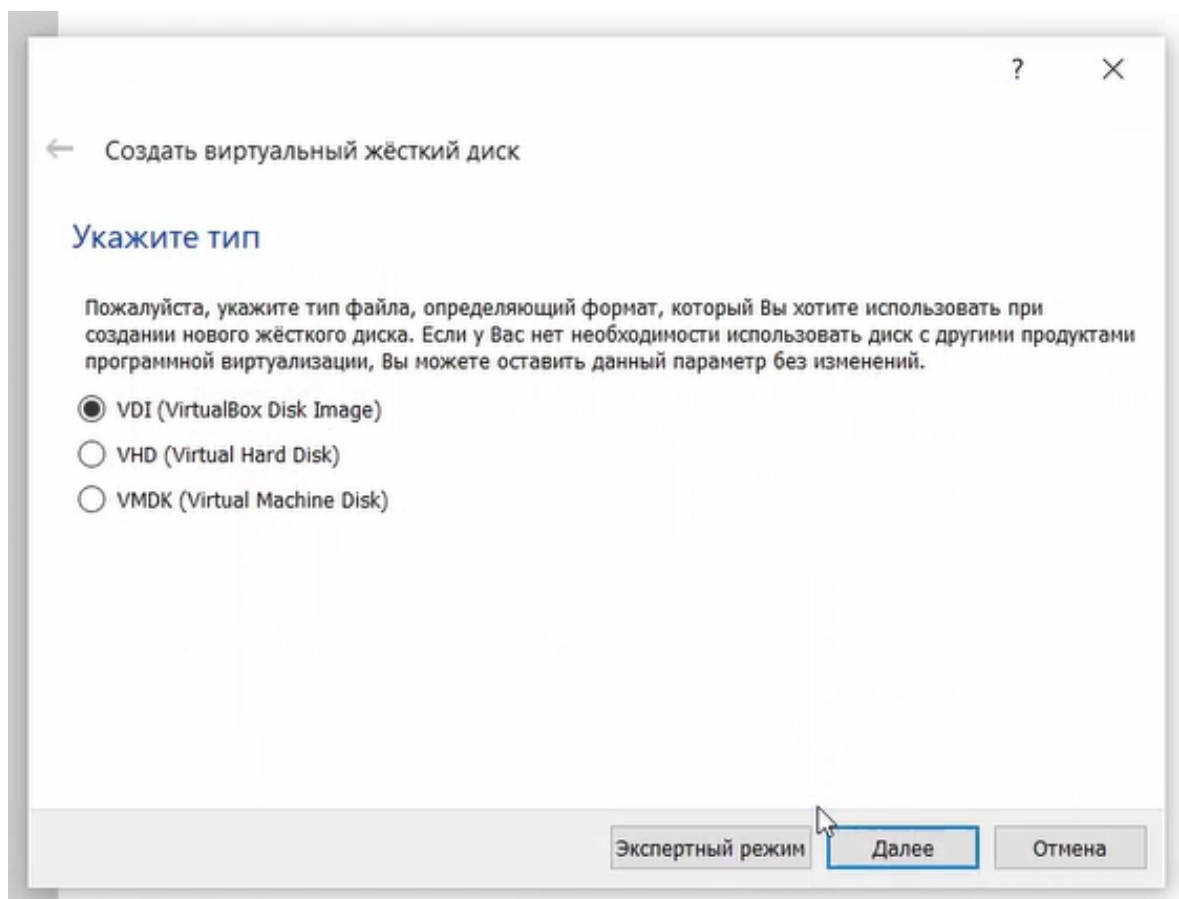 ?
Создать виртуальный жёсткий диск
Укажите тип
Пожалуйста, укажите тип файла, определяющий формат, который Вы хотите использовать при
создании нового жёсткого диска. Если у Вас нет необходимости использовать диск с другими продуктами
программной виртуализации, Вы можете оставить данный параметр без изменений.
VDI (VirtualBox Disk Image)
VHD (Virtual Hard Disk)
VMDK (Virtual Machine Disk)
Экспертный режим Далее Отмена